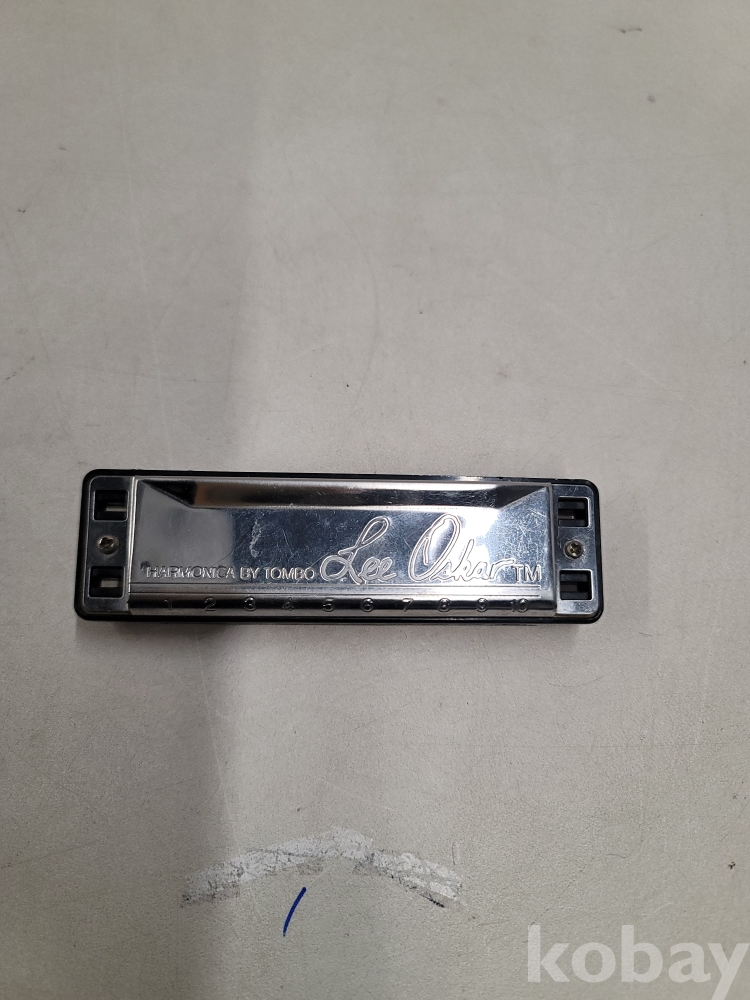 "HARMONICA BY TOMBO Lee Oskar" TM
1 2 3 4 5 6 7 8 9 10
kobay